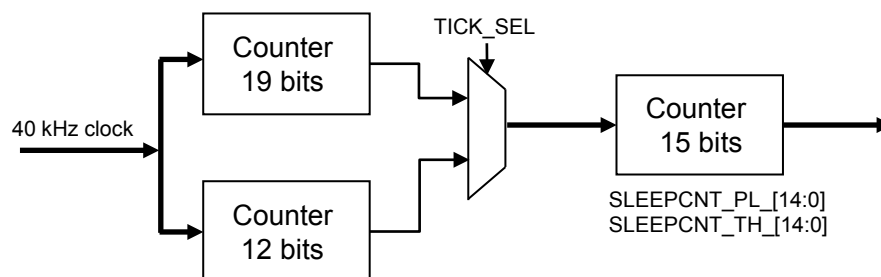 TICK_SEL
Counter
19 bits
40 kHz clock
Counter
15 bits
Counter
12 bits
SLEEPCNT_PL_[14:0]
SLEEPCNT_TH_[14:0]